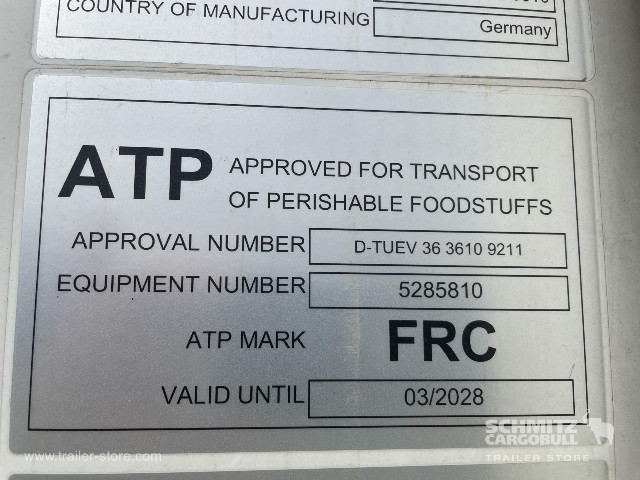 COUNTRY OF MANUFACTURING Germany
ATP APPROVED FOR TRANSPORT
OF PERISHABLE FOODSTUFFS
APPROVAL NUMBER D-TUEV 36 3610 9211
EQUIPMENT NUMBER 5285810
ATP MARK FRC
VALID UNTIL 03/2028
SCHMITZ
CARGOBULL
TRAILER STORE
www.trailer-store.com